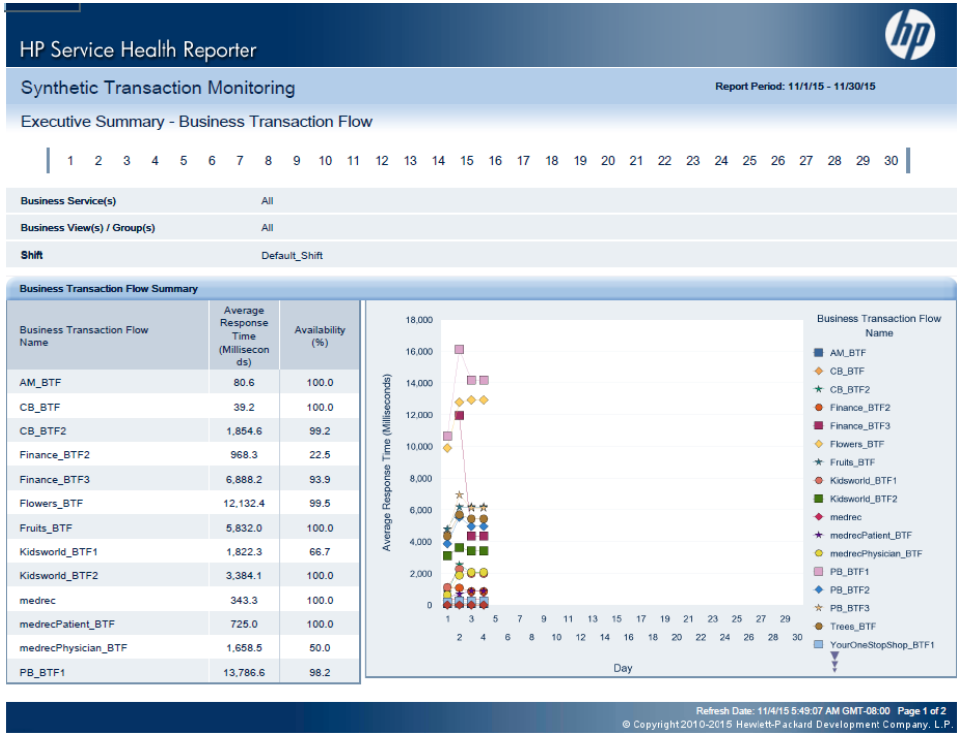 hp
HP Service Health Reporter
Synthetic Transaction Monitoring
Report Period: 11/1/15 - 11/30/15
Executive Summary - Business Transaction Flow
1 2 3 4 5 6 7 8 9 10 11 12 13 14 15 16 17 18 19 20 21 22 23 24 25 26 27 28 29 30
Business Service(s) All
Business View(s) / Group(s) All
Shift Default_Shift
Business Transaction Flow Summary
Business Transaction Flow
Name
Average
Response
Time
(Millisecon
ds)
Availability
(%)
AM_BTF 80.6 100.0
CB_BTF 39.2 100.0
CB_BTF2 1,854.6 99.2
Finance_BTF2 968.3 22.5
Finance_BTF3 6,888.2 93.9
Flowers_BTF 12,132.4 99.5
Fruits_BTF 5,832.0 100.0
Kidsworld_BTF1 1,822.3 66.7
Kidsworld_BTF2 3,384.1 100.0
medrec 343.3 100.0
medrecPatient_BTF 725.0 100.0
medrecPhysician_BTF 1,658.5 50.0
PB_BTF1 13,786.6 98.2
Average Response Time (Milliseconds)
18,000
16,000
14,000
12,000
10,000
8,000
6,000
4,000
2,000
0
1 3 5 7 9 11 13 15 17 19 21 23 25 27 29
2 4 6 8 10 12 14 16 18 20 22 24 26 28 30
Day
Business Transaction Flow
Name
AM_BTF
CB_BTF
CB_BTF2
Finance_BTF2
Finance_BTF3
Flowers_BTF
Fruits_BTF
Kidsworld_BTF1
Kidsworld_BTF2
medrec
medrecPatient_BTF
medrecPhysician_BTF
PB_BTF1
PB_BTF2
PB_BTF3
Trees_BTF
YourOneStopShop_BTF1
Refresh Date: 11/4/15 5:49:07 AM GMT-08:00 Page 1 of 2
© Copyright 2010-2015 Hewlett-Packard Development Company, L.P.